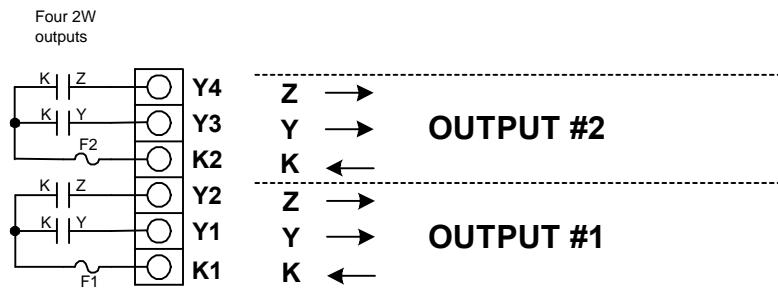 Four 2W
outputs
K Z Y4 Z
K Y Y3 Y OUTPUT #2
F2 K2 K
K Z Y2 Z
K Y Y1 Y OUTPUT #1
F1 K1 K